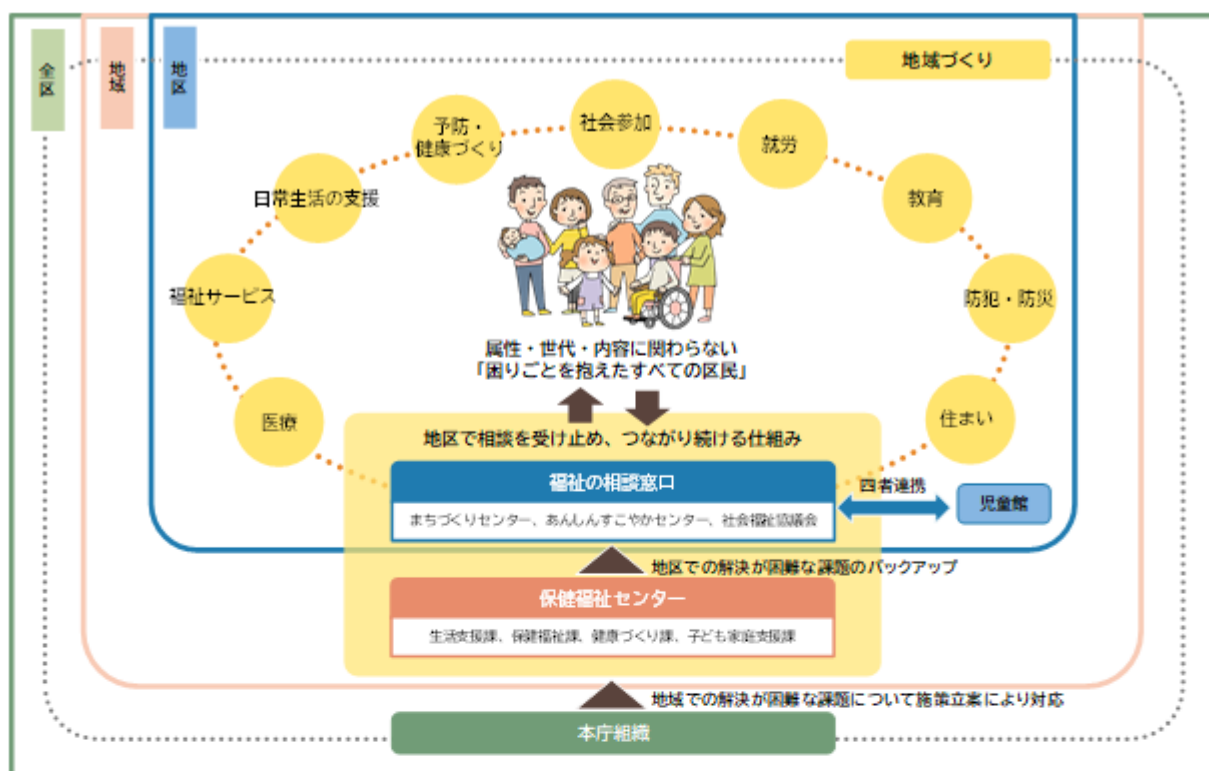 全区
地域
地区
地域づくり
社会参加
予防・
健康づくり
就労
日常生活の支援
教育
福祉サービス
防犯・防災
医療
住まい
属性・世代・内容に関わらない
「困りごとを抱えたすべての区民」
地区で相談を受け止め、つながり続ける仕組み
福祉の相談窓口
まちづくりセンター、あんしんすこやかセンター、社会福祉協議会
四者連携
児童館
地区での解決が困難な課題のバックアップ
保健福祉センター
生活支援課、保健福祉課、健康づくり課、子ども家庭支援課
地域での解決が困難な課題について施策立案により対応
本庁組織